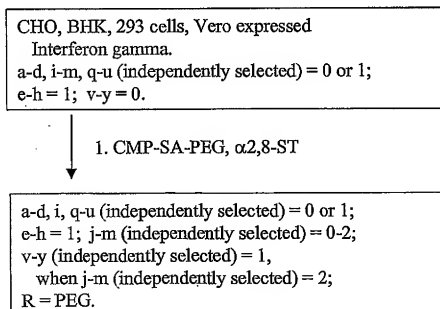 CHO, BHK, 293 cells, Vero expressed
Interferon gamma.
a-d, i-m, q-u (independently selected) = 0 or 1;
e-h = 1; v-y = 0.
1. CMP-SA-PEG, α2,8-ST
a-d, i, q-u (independently selected) = 0 or 1;
e-h = 1; j-m (independently selected) = 0-2;
v-y (independently selected) = 1,
when j-m (independently selected) = 2;
R = PEG.